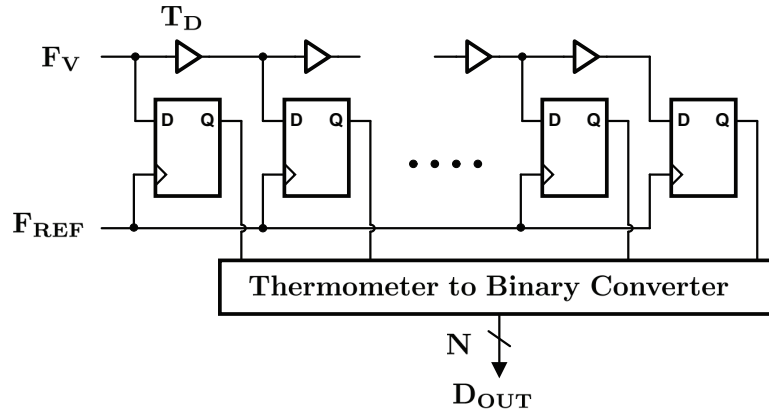 T_D
F_V
D Q D Q D Q D Q
F_REF
Thermometer to Binary Converter
N
D_OUT